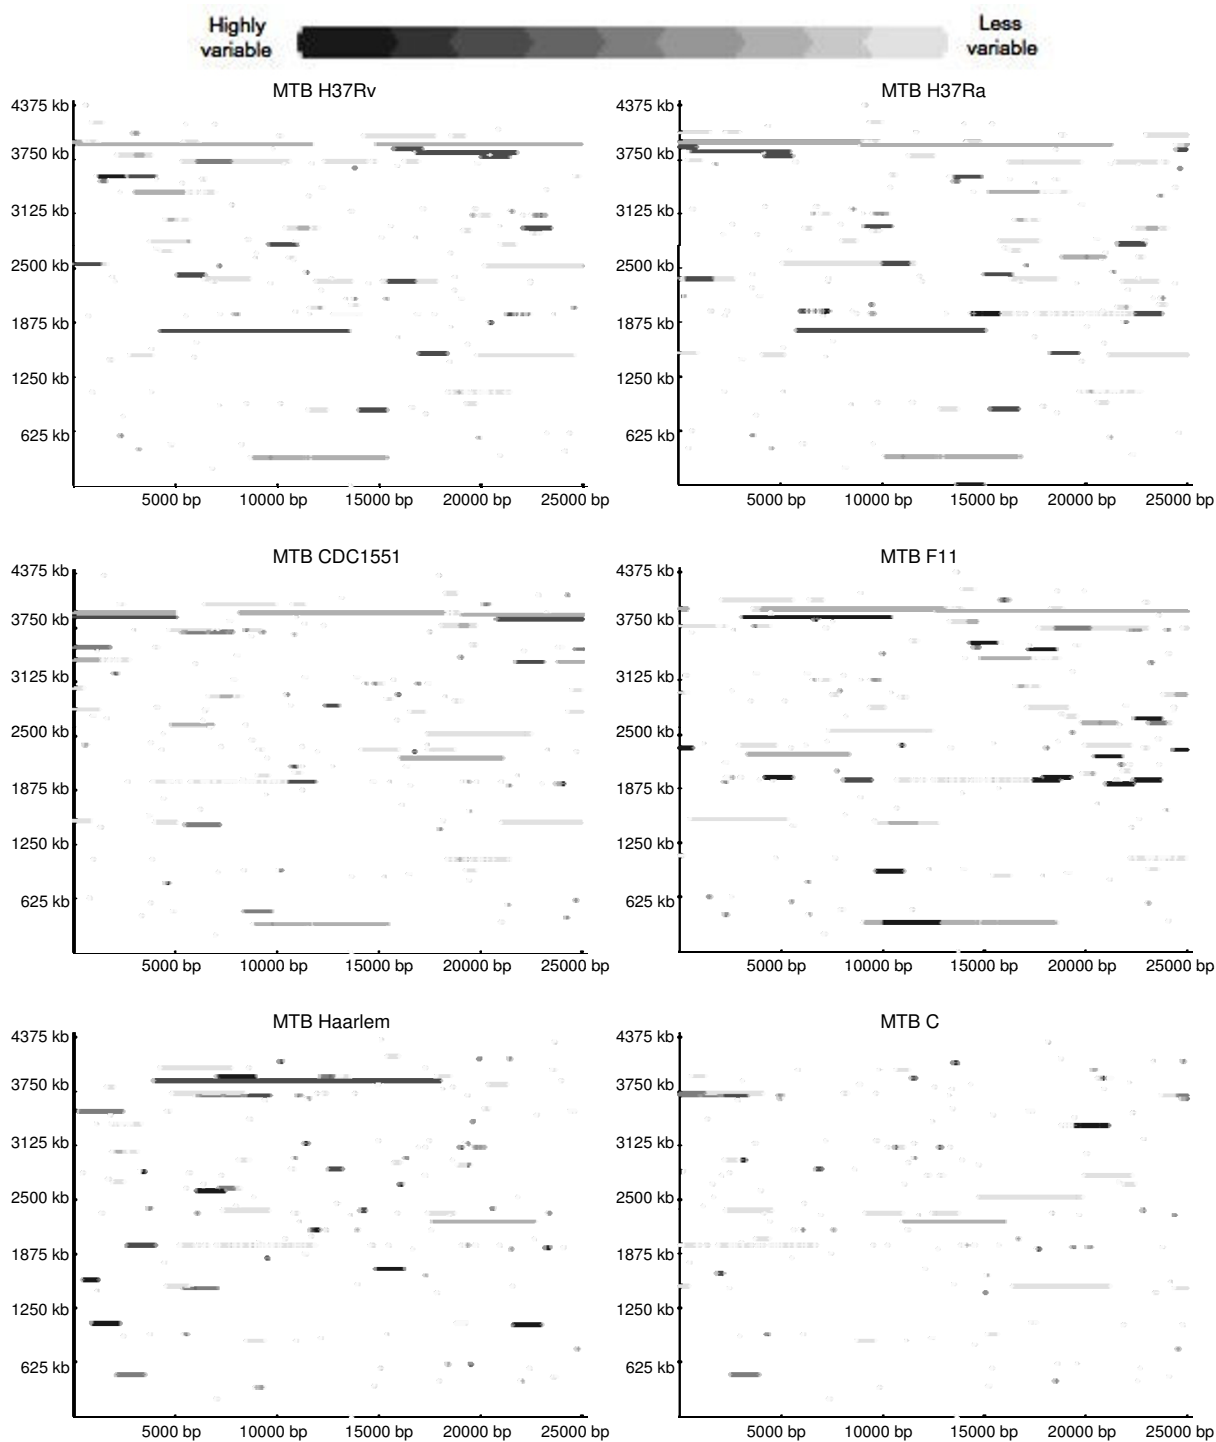 Highly
variable
Less
variable
MTB H37Rv
4375 kb
3750 kb
3125 kb
2500 kb
1875 kb
1250 kb
625 kb
5000 bp 10000 bp 15000 bp 20000 bp 25000 bp
MTB H37Ra
4375 kb
3750 kb
3125 kb
2500 kb
1875 kb
1250 kb
625 kb
5000 bp 10000 bp 15000 bp 20000 bp 25000 bp
MTB CDC1551
4375 kb
3750 kb
3125 kb
2500 kb
1875 kb
1250 kb
625 kb
5000 bp 10000 bp 15000 bp 20000 bp 25000 bp
MTB F11
4375 kb
3750 kb
3125 kb
2500 kb
1875 kb
1250 kb
625 kb
5000 bp 10000 bp 15000 bp 20000 bp 25000 bp
MTB Haarlem
4375 kb
3750 kb
3125 kb
2500 kb
1875 kb
1250 kb
625 kb
5000 bp 10000 bp 15000 bp 20000 bp 25000 bp
MTB C
4375 kb
3750 kb
3125 kb
2500 kb
1875 kb
1250 kb
625 kb
5000 bp 10000 bp 15000 bp 20000 bp 25000 bp